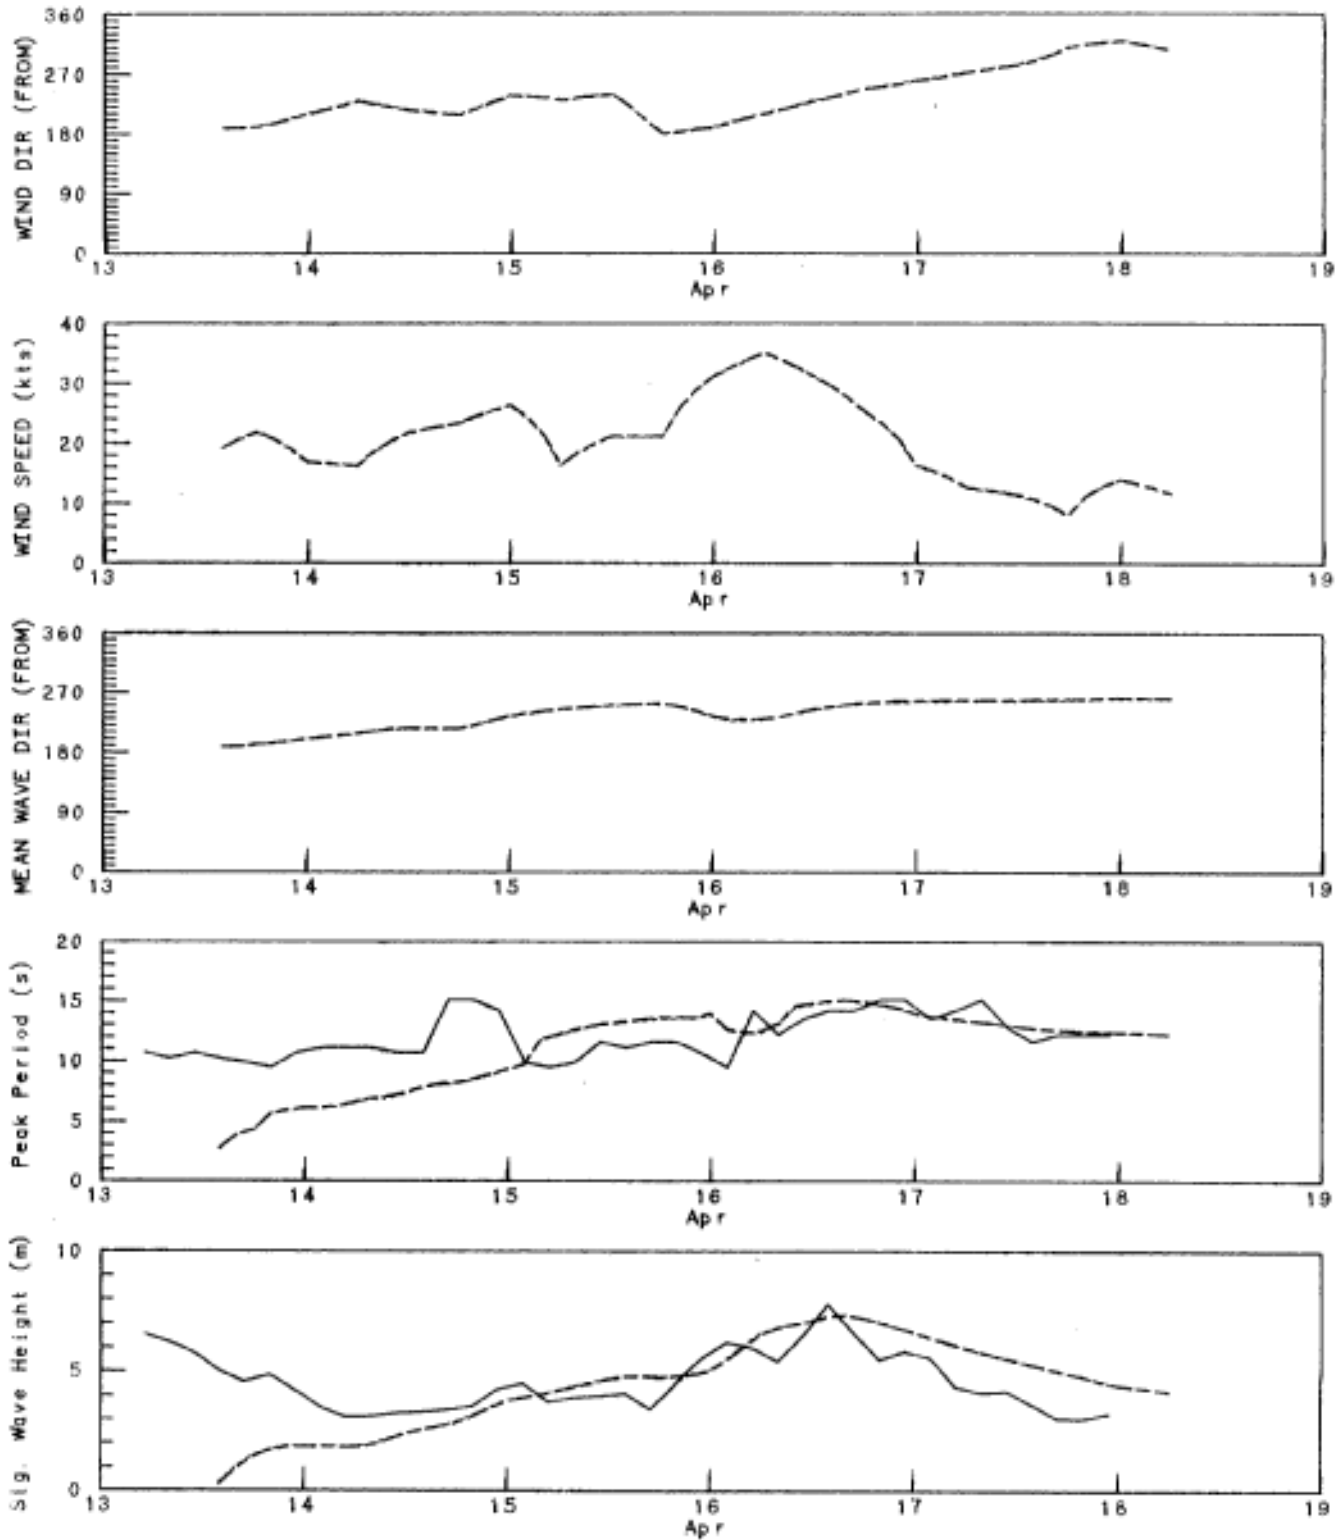 WIND DIR (FROM)
360
270
180
90
0
13 14 15 16 17 18 19
Apr
WIND SPEED (kts)
40
30
20
10
0
13 14 15 16 17 18 19
Apr
MEAN WAVE DIR (FROM)
360
270
180
90
0
13 14 15 16 17 18 19
Apr
Peak Period (s)
20
15
10
5
0
13 14 15 16 17 18 19
Apr
Sig. Wave Height (m)
10
5
0
13 14 15 16 17 18 19
Apr